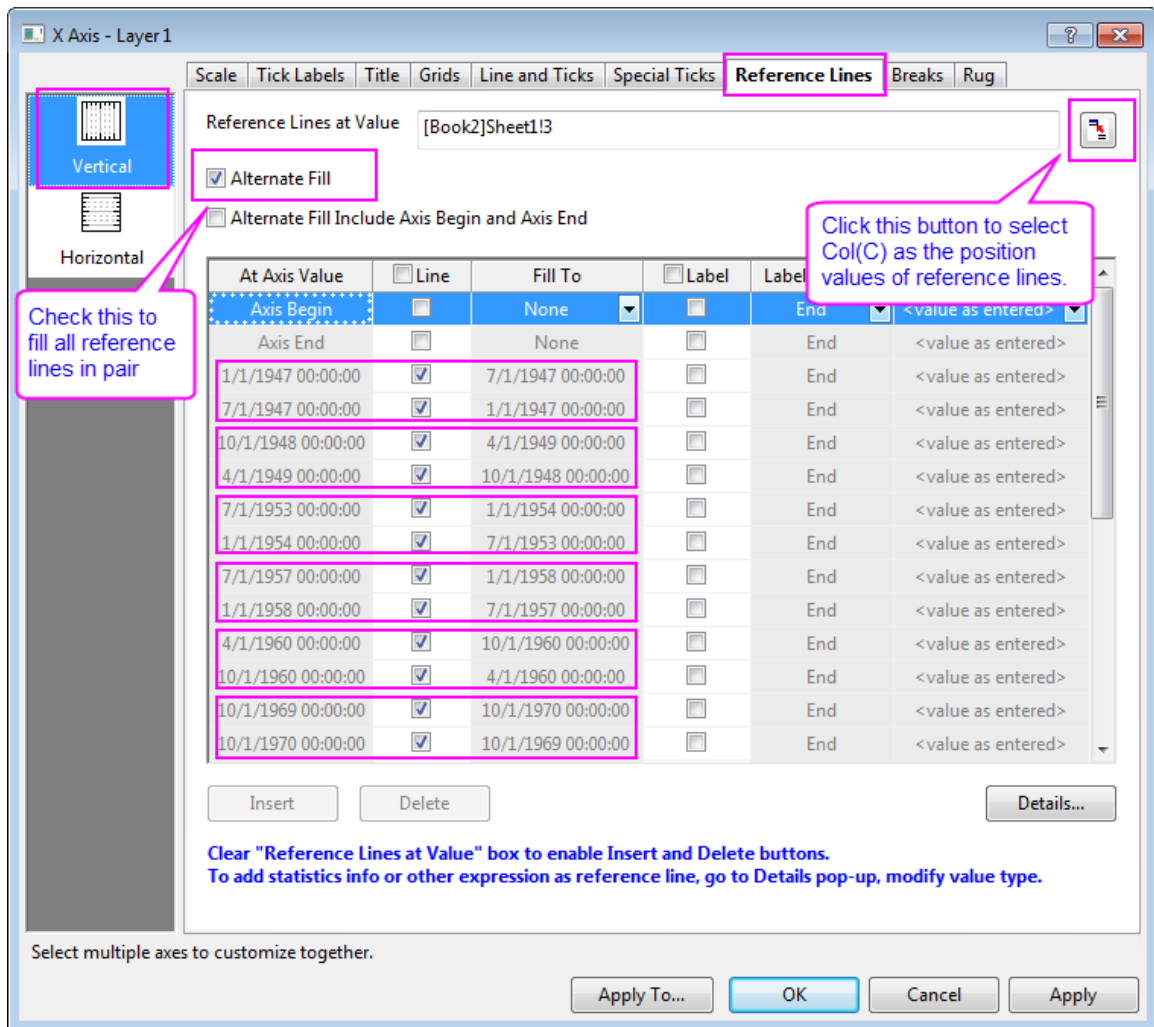 X Axis - Layer 1
Scale Tick Labels Title Grids Line and Ticks Special Ticks Reference Lines Breaks Rug
Vertical
Horizontal
Reference Lines at Value [Book2]Sheet1!3
Alternate Fill
Alternate Fill Include Axis Begin and Axis End
Click this button to select
Col(C) as the position
values of reference lines.
Check this to
fill all reference
lines in pair
At Axis Value Line Fill To Label Label
Axis Begin None End <value as entered>
Axis End None End <value as entered>
1/1/1947 00:00:00 7/1/1947 00:00:00 End <value as entered>
7/1/1947 00:00:00 1/1/1947 00:00:00 End <value as entered>
10/1/1948 00:00:00 4/1/1949 00:00:00 End <value as entered>
4/1/1949 00:00:00 10/1/1948 00:00:00 End <value as entered>
7/1/1953 00:00:00 1/1/1954 00:00:00 End <value as entered>
1/1/1954 00:00:00 7/1/1953 00:00:00 End <value as entered>
7/1/1957 00:00:00 1/1/1958 00:00:00 End <value as entered>
1/1/1958 00:00:00 7/1/1957 00:00:00 End <value as entered>
4/1/1960 00:00:00 10/1/1960 00:00:00 End <value as entered>
10/1/1960 00:00:00 4/1/1960 00:00:00 End <value as entered>
10/1/1969 00:00:00 10/1/1970 00:00:00 End <value as entered>
10/1/1970 00:00:00 10/1/1969 00:00:00 End <value as entered>
Insert Delete Details...
Clear "Reference Lines at Value" box to enable Insert and Delete buttons.
To add statistics info or other expression as reference line, go to Details pop-up, modify value type.
Select multiple axes to customize together.
Apply To... OK Cancel Apply